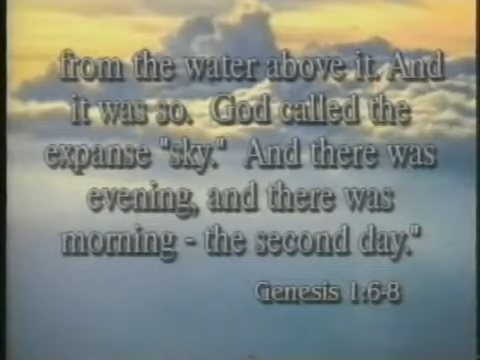 from the water above it. And
it was so.  God called the
expanse "sky."  And there was
evening, and there was
morning - the second day."
Genesis 1:6-8